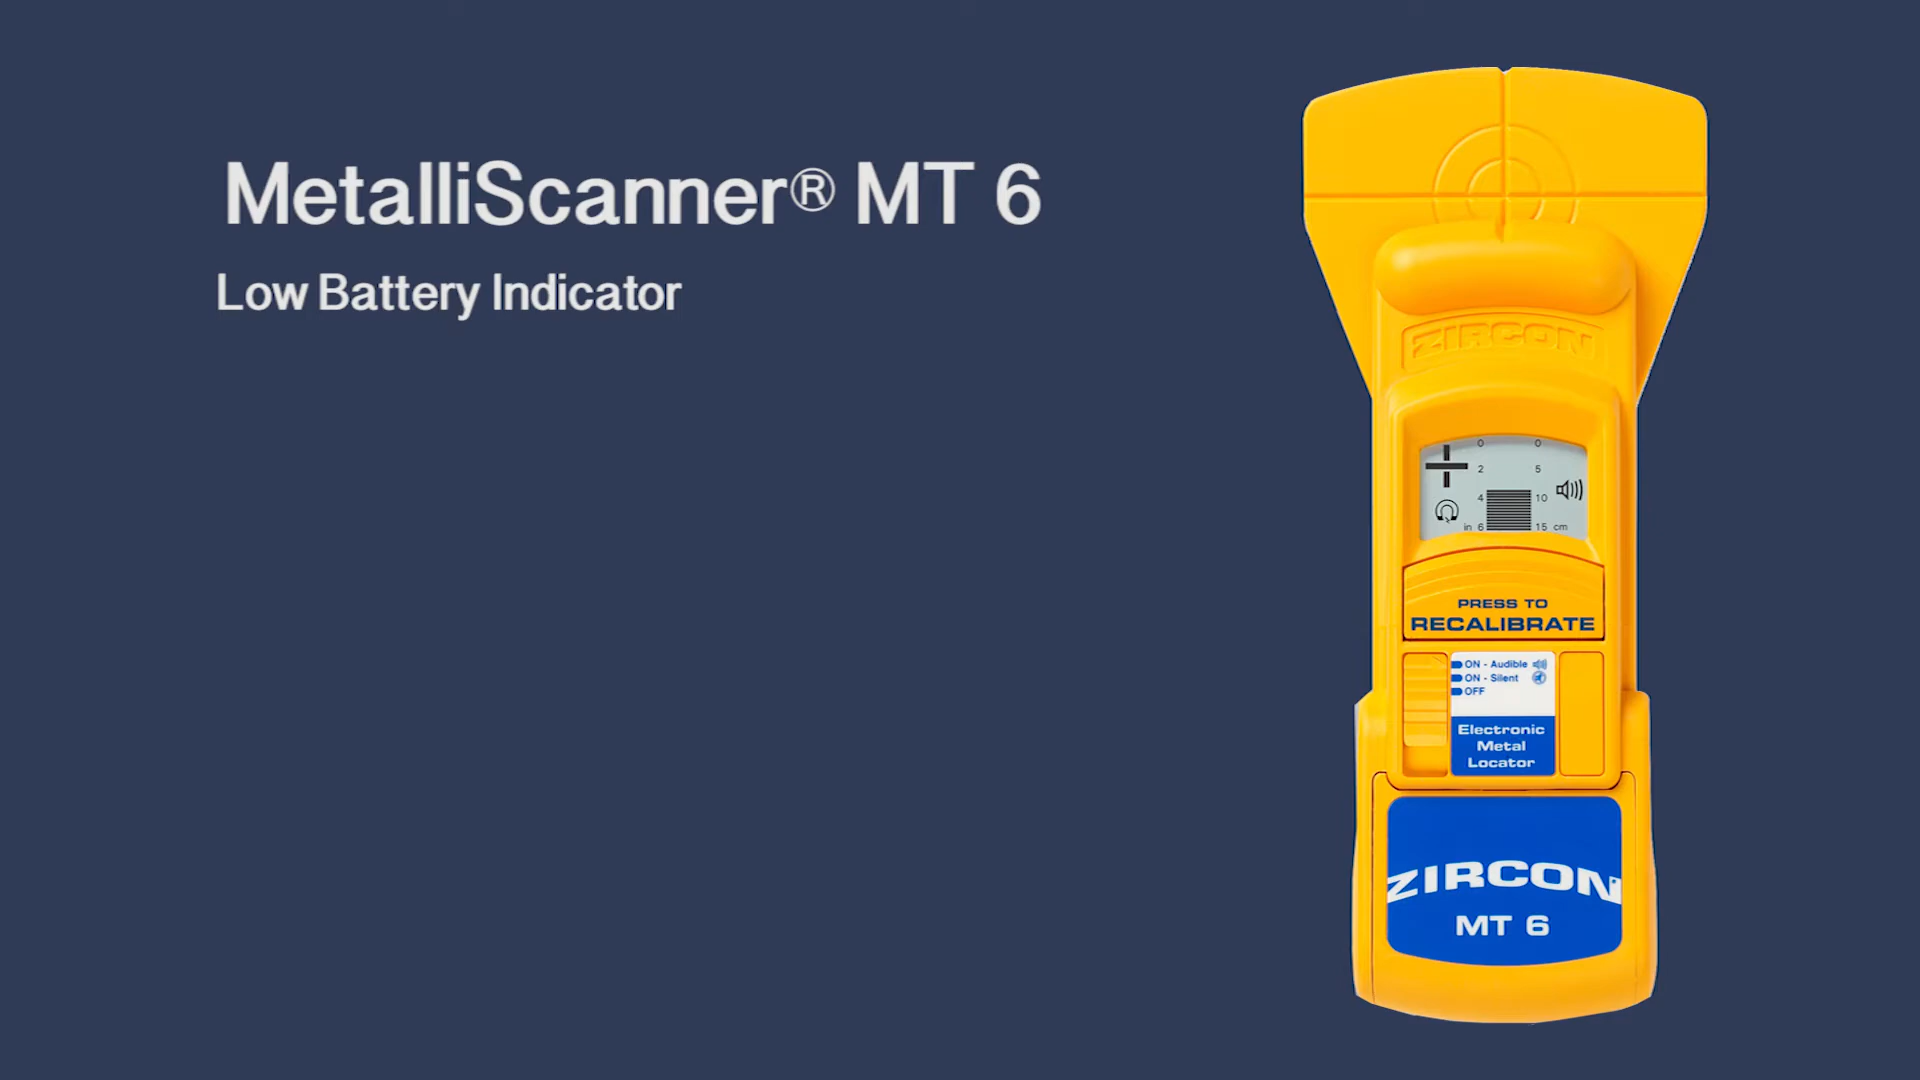 MetalliScanner® MT 6
Low Battery Indicator
ZIRCON
0 0
2 5
4 10
in 6 15 cm
PRESS TO
RECALIBRATE
ON - Audible
ON - Silent
OFF
Electronic
Metal
Locator
ZIRCON
MT 6